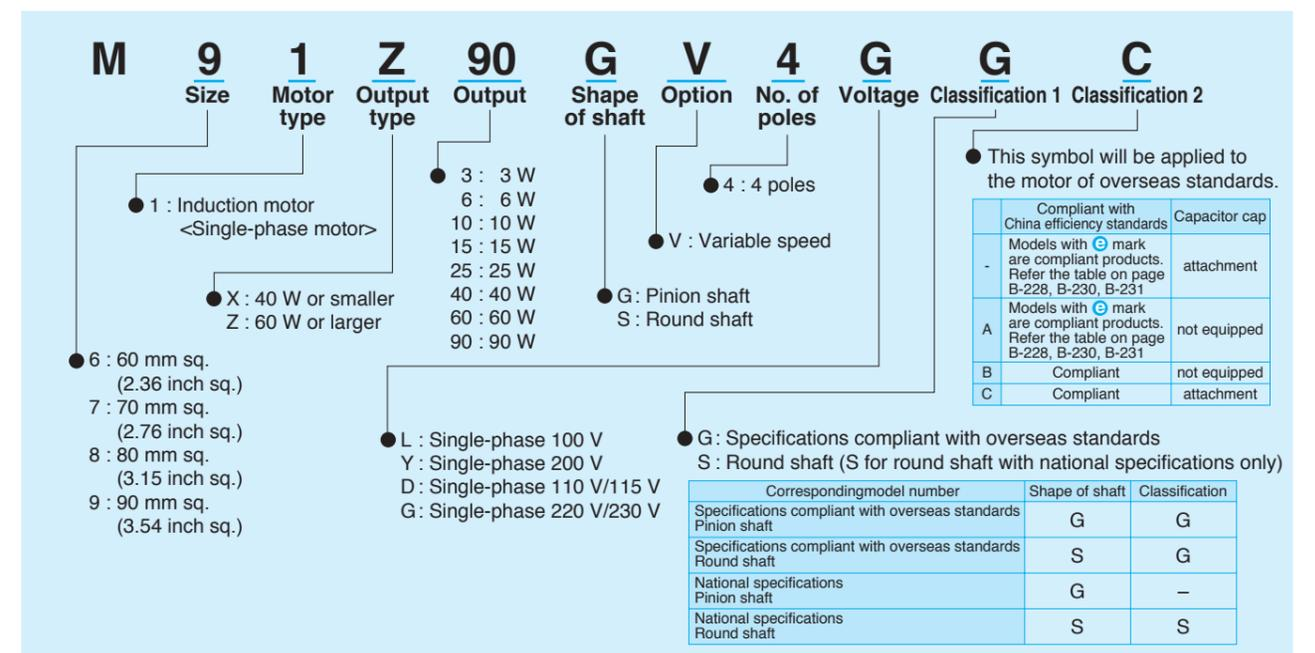 M 9 1 Z 90 G V 4 G G C
Size Motor type Output type Output Shape of shaft Option No. of poles Voltage Classification 1 Classification 2
1 : Induction motor
<Single-phase motor>
X : 40 W or smaller
Z : 60 W or larger
6 : 60 mm sq.
(2.36 inch sq.)
7 : 70 mm sq.
(2.76 inch sq.)
8 : 80 mm sq.
(3.15 inch sq.)
9 : 90 mm sq.
(3.54 inch sq.)
3 : 3 W
6 : 6 W
10 : 10 W
15 : 15 W
25 : 25 W
40 : 40 W
60 : 60 W
90 : 90 W
G : Pinion shaft
S : Round shaft
V : Variable speed
4 : 4 poles
L : Single-phase 100 V
Y : Single-phase 200 V
D : Single-phase 110 V/115 V
G : Single-phase 220 V/230 V
This symbol will be applied to
the motor of overseas standards.
Compliant with
China efficiency standards Capacitor cap
- Models with e mark
are compliant products.
Refer the table on page
B-228, B-230, B-231
attachment
A Models with e mark
are compliant products.
Refer the table on page
B-228, B-230, B-231
not equipped
B Compliant not equipped
C Compliant attachment
G : Specifications compliant with overseas standards
S : Round shaft (S for round shaft with national specifications only)
Correspondingmodel number Shape of shaft Classification
Specifications compliant with overseas standards
Pinion shaft G G
Specifications compliant with overseas standards
Round shaft S G
National specifications
Pinion shaft G –
National specifications
Round shaft S S